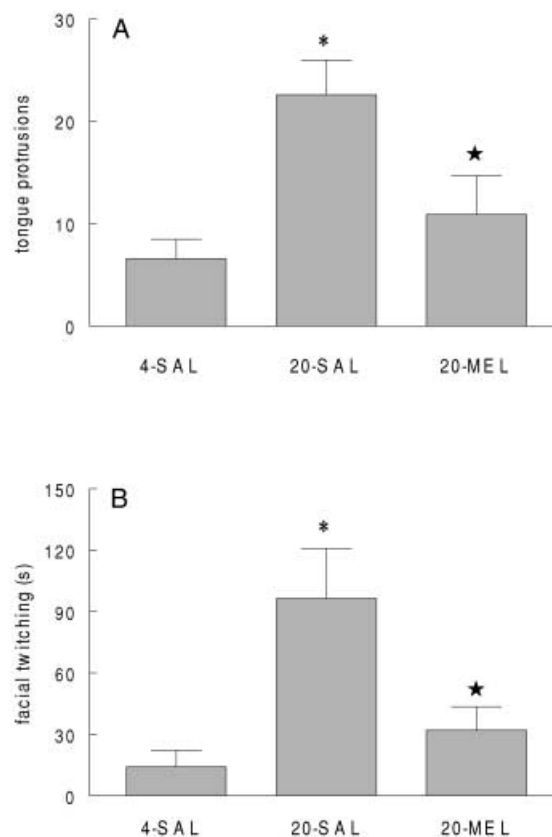 A
tongue protrusions
30
*
20
★
10
0
4-SAL 20-SAL 20-MEL
B
facial twitching (s)
150
*
120
90
60
★
30
0
4-SAL 20-SAL 20-MEL